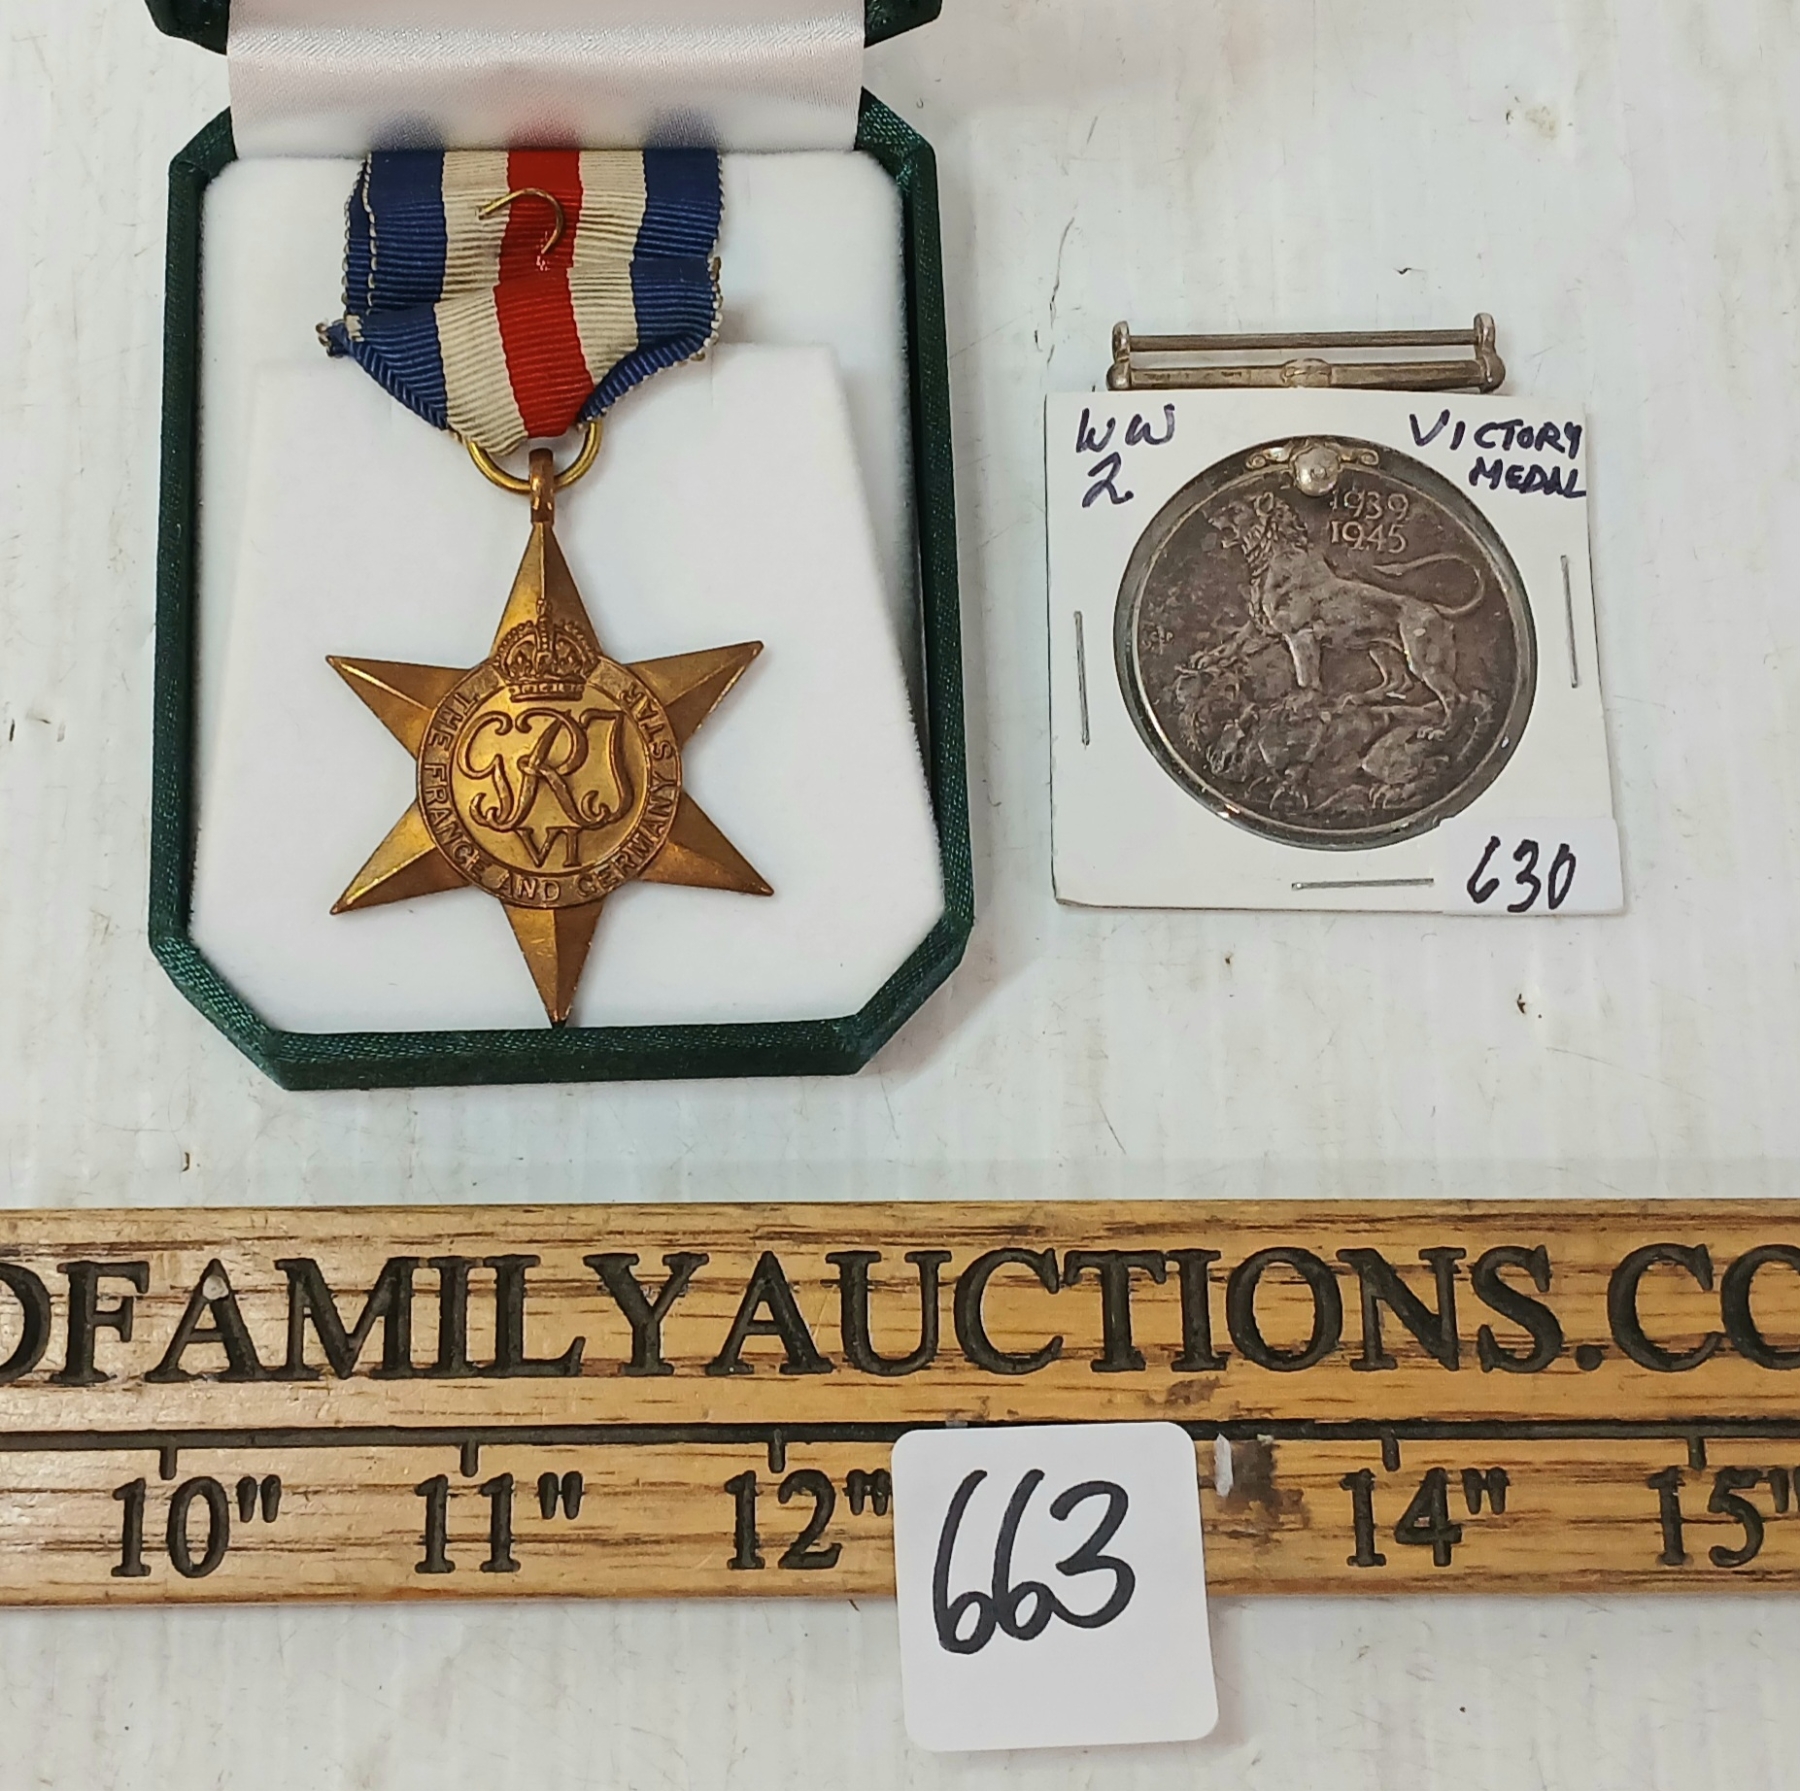 THE FRANCE AND GERMANY STAR
GRI
VI
WW
2
VICTORY
MEDAL
1939
1945
630
DFAMILYAUCTIONS.CO
10" 11" 12" 14" 15"
663